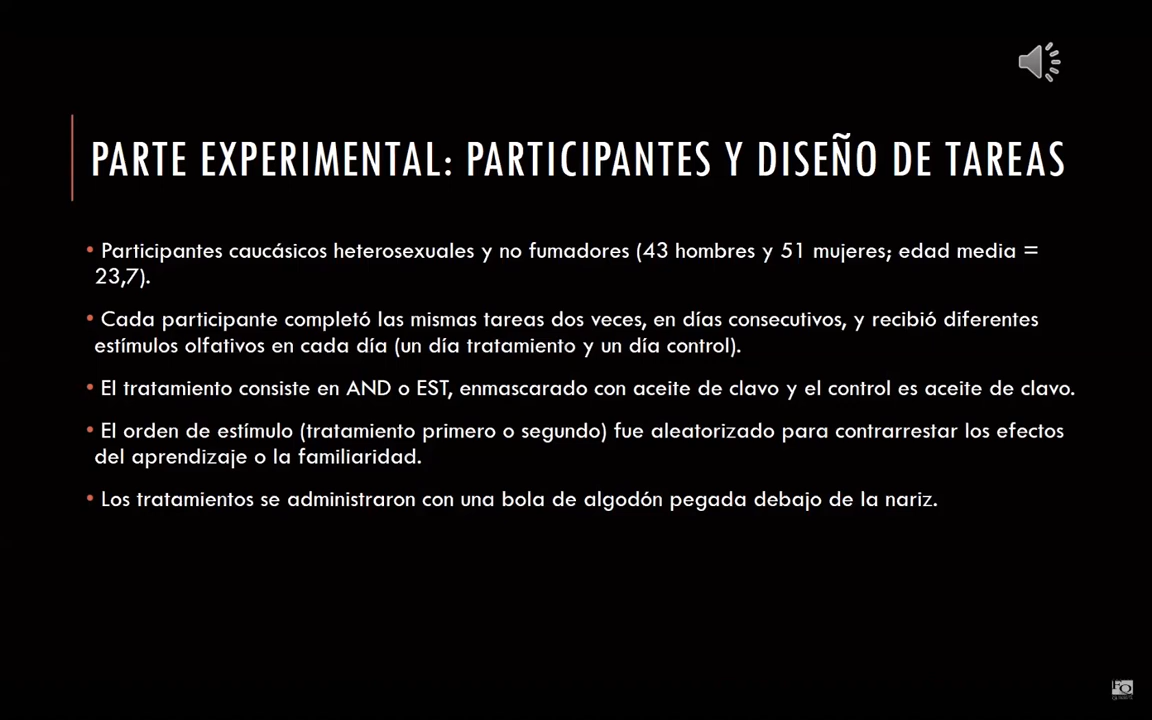 PARTE EXPERIMENTAL: PARTICIPANTES Y DISEÑO DE TAREAS
• Participantes caucásicos heterosexuales y no fumadores (43 hombres y 51 mujeres; edad media =
23,7).
• Cada participante completó las mismas tareas dos veces, en días consecutivos, y recibió diferentes
estímulos olfativos en cada día (un día tratamiento y un día control).
• El tratamiento consiste en AND o EST, enmascarado con aceite de clavo y el control es aceite de clavo.
• El orden de estímulo (tratamiento primero o segundo) fue aleatorizado para contrarrestar los efectos
del aprendizaje o la familiaridad.
• Los tratamientos se administraron con una bola de algodón pegada debajo de la nariz.